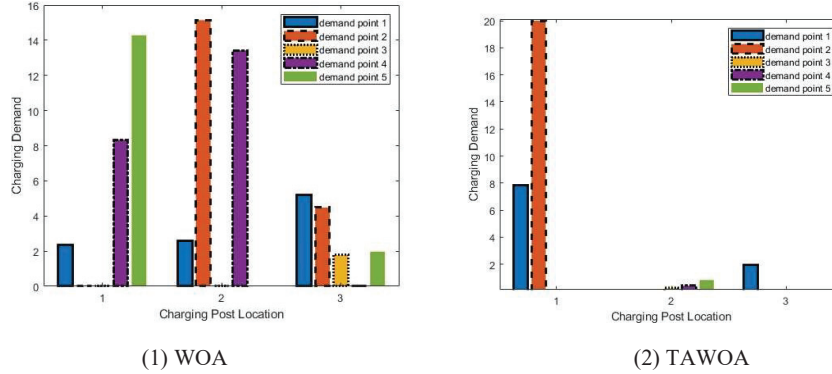 16
14
12
10
8
6
4
2
0
Charging Demand
1 2 3
Charging Post Location
demand point 1
demand point 2
demand point 3
demand point 4
demand point 5
(1) WOA
20
18
16
14
12
10
8
6
4
2
Charging Demand
1 2 3
Charging Post Location
demand point 1
demand point 2
demand point 3
demand point 4
demand point 5
(2) TAWOA